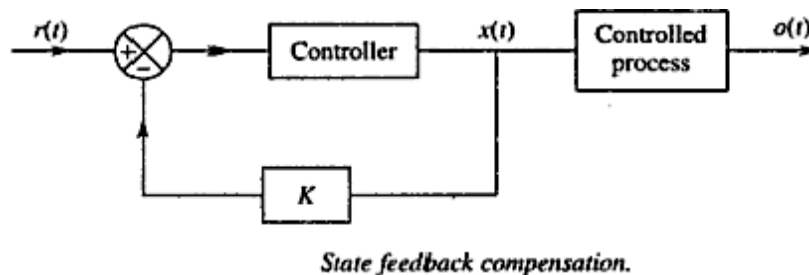 r(t)
+
−
Controller
x(t)
Controlled
process
o(t)
K
State feedback compensation.